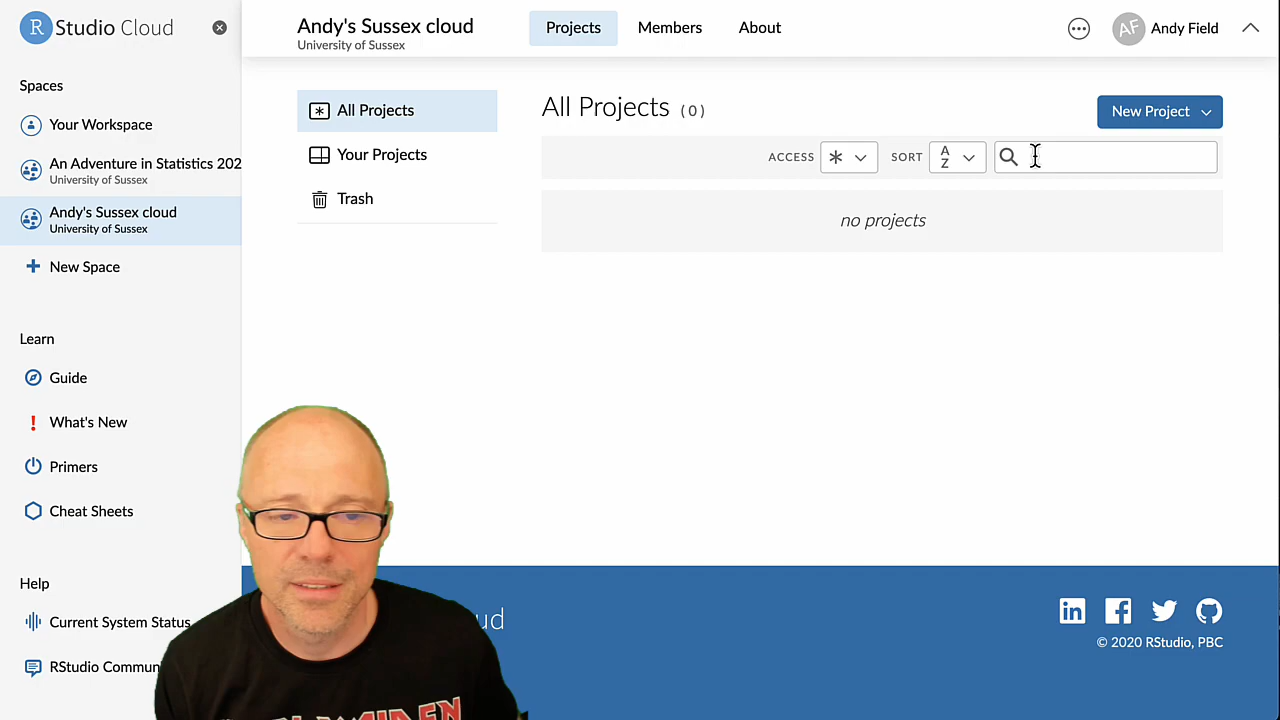 R Studio Cloud
Spaces
Your Workspace
An Adventure in Statistics 202
University of Sussex
Andy's Sussex cloud
University of Sussex
New Space
Learn
Guide
What's New
Primers
Cheat Sheets
Help
Current System Status
RStudio Commun
Andy's Sussex cloud
University of Sussex
Projects
Members
About
AF
Andy Field
All Projects
Your Projects
Trash
All Projects (0)
New Project
ACCESS
SORT
A
Z
no projects
ud
© 2020 RStudio, PBC
MAIDEN